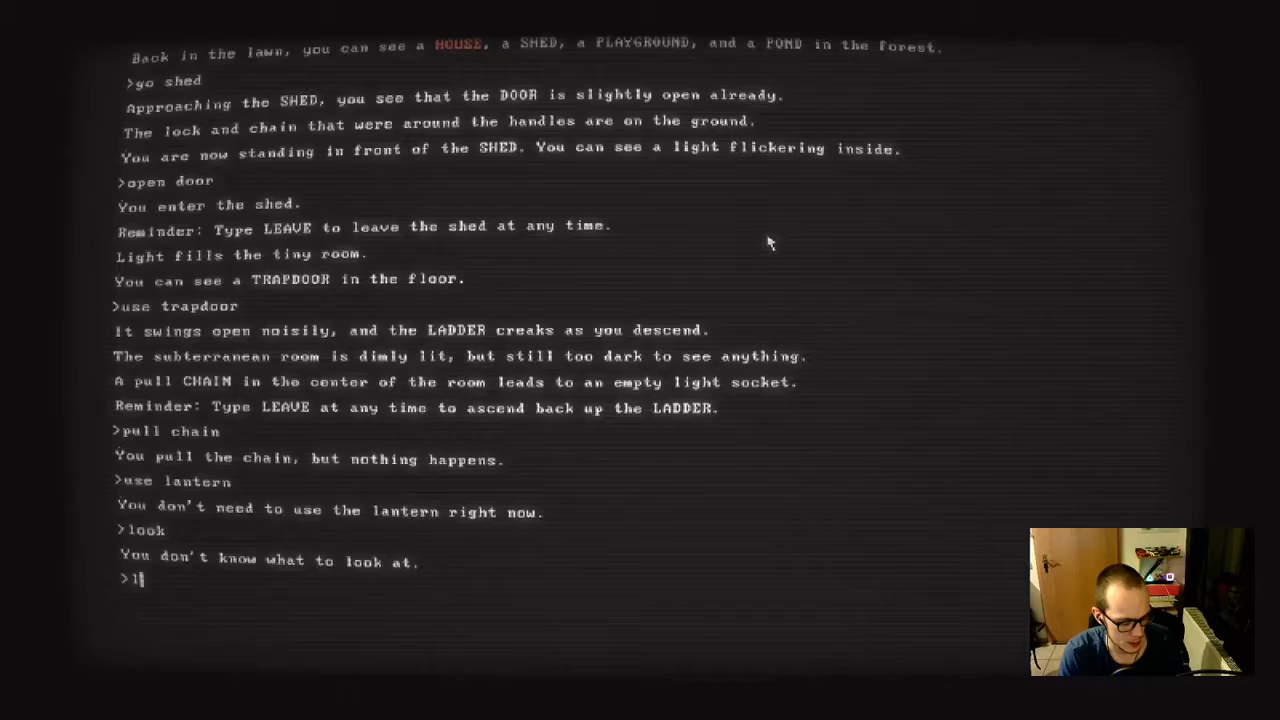 Back in the lawn, you can see a HOUSE, a SHED, a PLAYGROUND, and a POND in the forest.
>go shed
Approaching the SHED, you see that the DOOR is slightly open already.
The lock and chain that were around the handles are on the ground.
You are now standing in front of the SHED. You can see a light flickering inside.
>open door
You enter the shed.
Reminder: Type LEAVE to leave the shed at any time.
Light fills the tiny room.
You can see a TRAPDOOR in the floor.
>use trapdoor
It swings open noisily, and the LADDER creaks as you descend.
The subterranean room is dimly lit, but still too dark to see anything.
A pull CHAIN in the center of the room leads to an empty light socket.
Reminder: Type LEAVE at any time to ascend back up the LADDER.
>pull chain
You pull the chain, but nothing happens.
>use lantern
You don't need to use the lantern right now.
>look
You don't know what to look at.
>l